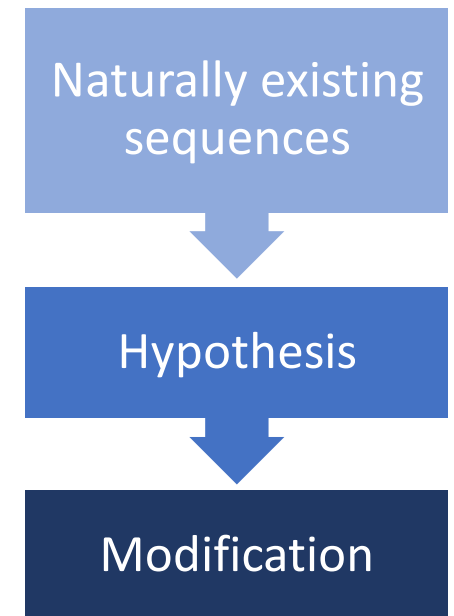 Naturally existing
sequences
Hypothesis
Modification